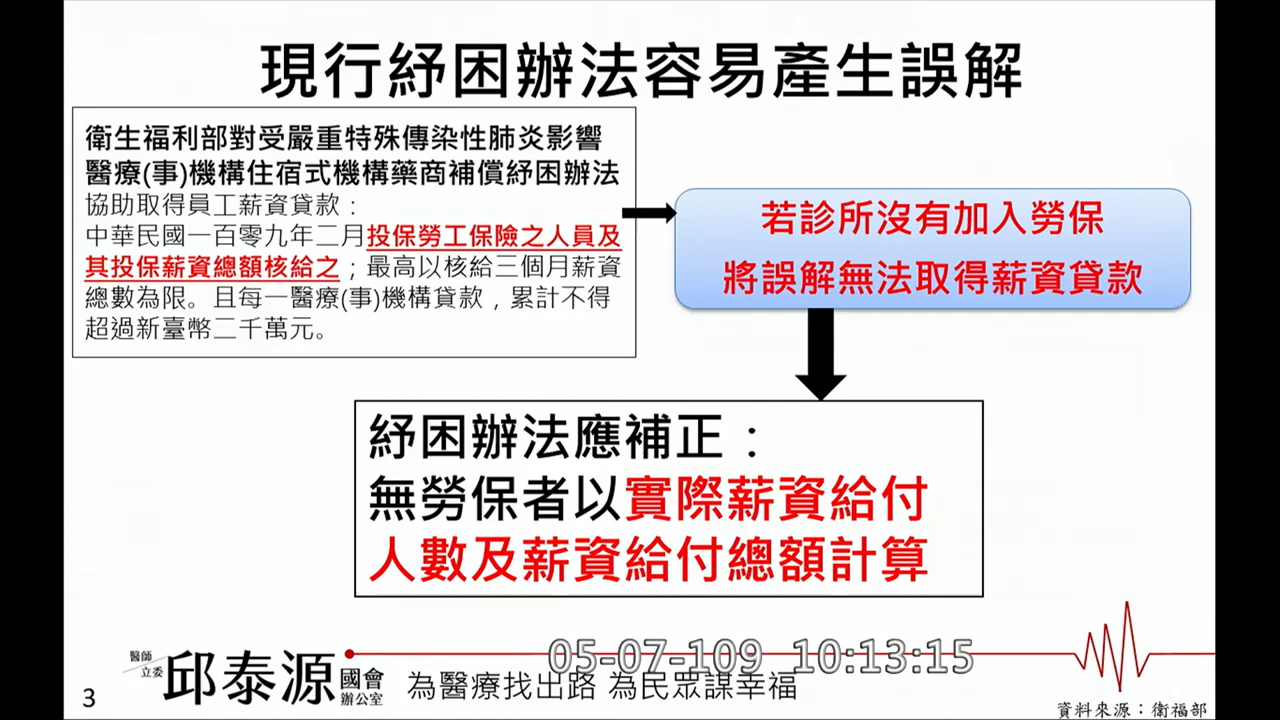 現行紓困辦法容易產生誤解
衛生福利部對受嚴重特殊傳染性肺炎影響
醫療(事)機構住宿式機構藥商補償紓困辦法
協助取得員工薪資貸款：
中華民國一百零九年二月投保勞工保險之人員及
其投保薪資總額核給之；最高以核給三個月薪資
總數為限。且每一醫療(事)機構貸款，累計不得
超過新臺幣二千萬元。
若診所沒有加入勞保
將誤解無法取得薪資貸款
紓困辦法應補正：
無勞保者以實際薪資給付
人數及薪資給付總額計算
05-07-109 10:13:15
醫師
立委
邱泰源
國會
辦公室
為醫療找出路 為民眾謀幸福
3
資料來源：衛福部